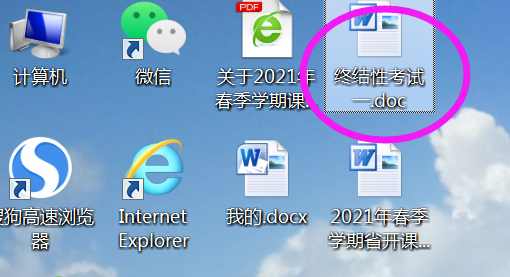 PDF
计算机
微信
关于2021年
春季学期课...
终结性考试
一.doc
搜狗高速浏览
器
Internet
Explorer
我的.docx
2021年春季
学期省开课...